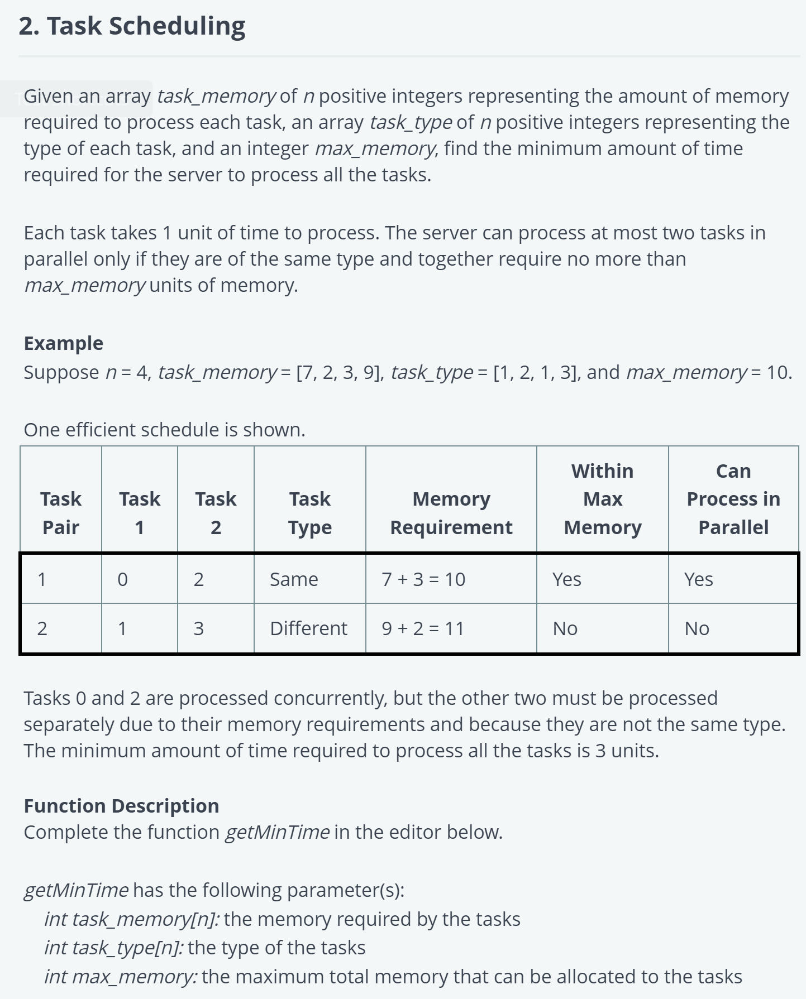 2. Task Scheduling
Given an array task_memory of n positive integers representing the amount of memory
required to process each task, an array task_type of n positive integers representing the
type of each task, and an integer max_memory, find the minimum amount of time
required for the server to process all the tasks.
Each task takes 1 unit of time to process. The server can process at most two tasks in
parallel only if they are of the same type and together require no more than
max_memory units of memory.
Example
Suppose n = 4, task_memory = [7, 2, 3, 9], task_type = [1, 2, 1, 3], and max_memory = 10.
One efficient schedule is shown.
Task Pair Task 1 Task 2 Task Type Memory Requirement Within Max Memory Can Process in Parallel
1 0 2 Same 7 + 3 = 10 Yes Yes
2 1 3 Different 9 + 2 = 11 No No
Tasks 0 and 2 are processed concurrently, but the other two must be processed
separately due to their memory requirements and because they are not the same type.
The minimum amount of time required to process all the tasks is 3 units.
Function Description
Complete the function getMinTime in the editor below.
getMinTime has the following parameter(s):
int task_memory[n]: the memory required by the tasks
int task_type[n]: the type of the tasks
int max_memory: the maximum total memory that can be allocated to the tasks